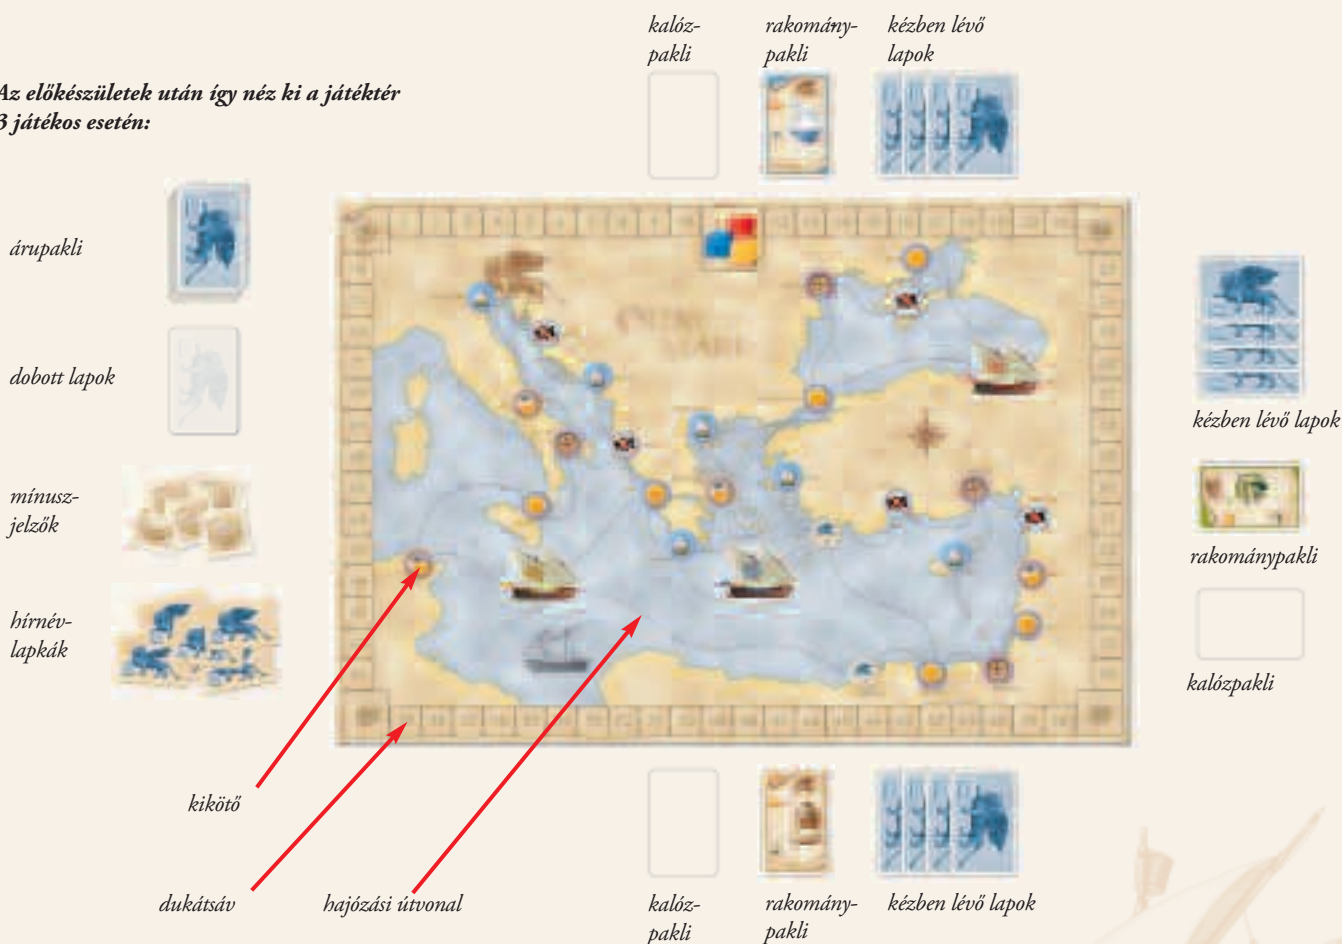 kalóz-
pakli
rakomány-
pakli
kézben lévő
lapok
Az előkészületek után így néz ki a játéktér
3 játékos esetén:
árupakli
dobott lapok
mínusz-
jelzők
hírnév-
lapkák
kézben lévő lapok
rakománypakli
kalózpakli
kikötő
dukátsáv
hajózási útvonal
kalóz-
pakli
rakomány-
pakli
kézben lévő lapok